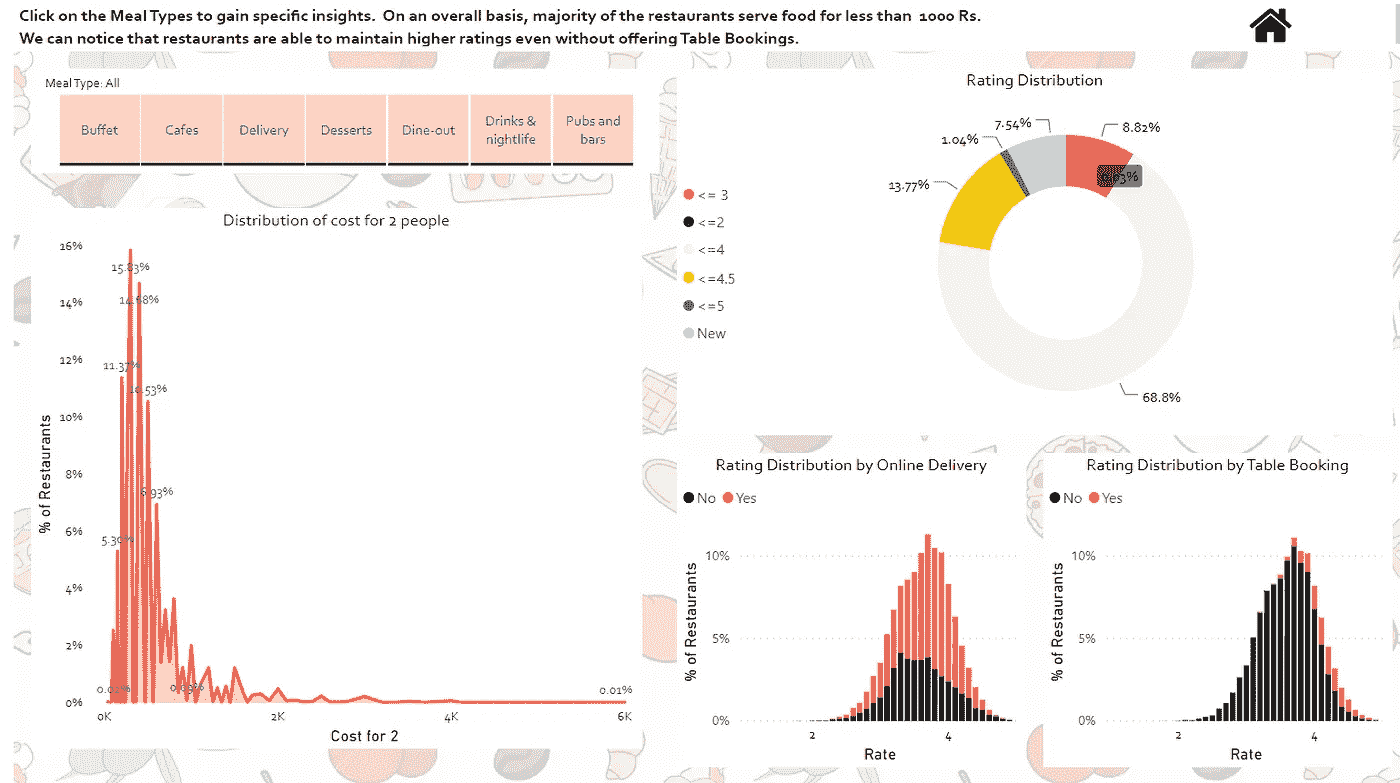 Click on the Meal Types to gain specific insights. On an overall basis, majority of the restaurants serve food for less than 1000 Rs.
We can notice that restaurants are able to maintain higher ratings even without offering Table Bookings.
Meal Type: All
Buffet
Cafes
Delivery
Desserts
Dine-out
Drinks &
nightlife
Pubs and
bars
Distribution of cost for 2 people
% of Restaurants
16%
14%
12%
10%
8%
6%
4%
2%
0%
15.83%
14.68%
11.37%
10.53%
6.93%
5.30%
0.01%
0.01%
0K
2K
4K
6K
Cost for 2
Rating Distribution
<= 3
<=2
<=4
<=4.5
<=5
New
7.54%
8.82%
1.04%
13.77%
68.8%
Rating Distribution by Online Delivery
No
Yes
% of Restaurants
10%
5%
0%
2
4
Rate
Rating Distribution by Table Booking
No
Yes
% of Restaurants
10%
5%
0%
2
4
Rate